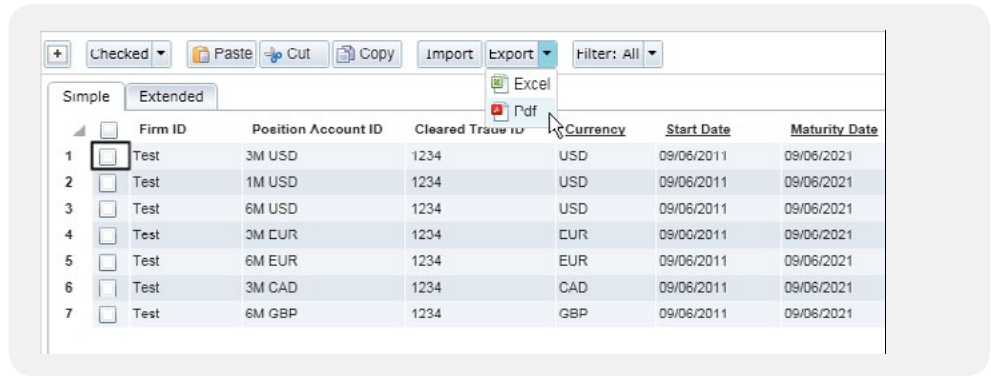 + Checked Paste Cut Copy Import Export Filter: All
Excel
Simple Extended
Pdf
Firm ID Position Account ID Cleared Trade ID Currency Start Date Maturity Date
1 Test 3M USD 1234 USD 09/06/2011 09/06/2021
2 Test 1M USD 1234 USD 09/06/2011 09/06/2021
3 Test 6M USD 1234 USD 09/06/2011 09/06/2021
4 Test 3M EUR 1234 EUR 09/06/2011 09/06/2021
5 Test 6M EUR 1234 EUR 09/06/2011 09/06/2021
6 Test 3M CAD 1234 CAD 09/06/2011 09/06/2021
7 Test 6M GBP 1234 GBP 09/06/2011 09/06/2021